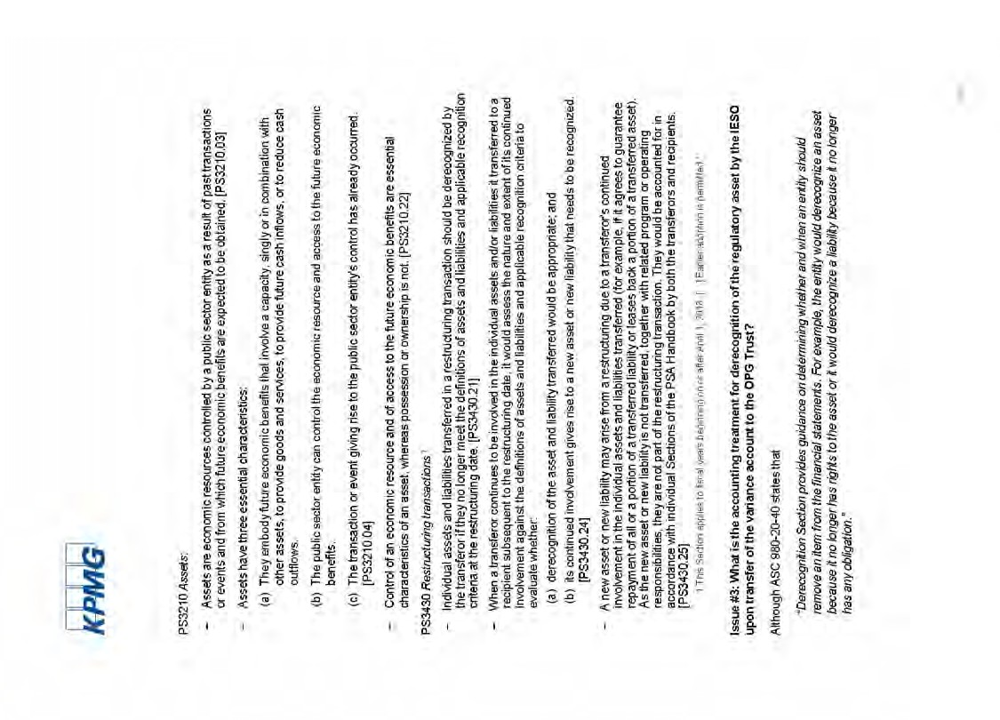 KPMG
PS3210 Assets:
– Assets are economic resources controlled by a public sector entity as a result of past transactions
or events and from which future economic benefits are expected to be obtained. [PS3210.03]
– Assets have three essential characteristics:
(a) They embody future economic benefits that involve a capacity, singly or in combination with
other assets, to provide goods and services, to provide future cash inflows, or to reduce cash
outflows.
(b) The public sector entity can control the economic resource and access to the future economic
benefits.
(c) The transaction or event giving rise to the public sector entity's control has already occurred.
[PS3210.04]
– Control of an economic resource and of access to the future economic benefits are essential
characteristics of an asset, whereas possession or ownership is not. [PS3210.22]
PS3430 Restructuring transactions1
– Individual assets and liabilities transferred in a restructuring transaction should be derecognized by
the transferor if they no longer meet the definitions of assets and liabilities and applicable recognition
criteria at the restructuring date. [PS3430.21]
– When a transferor continues to be involved in the individual assets and/or liabilities it transferred to a
recipient subsequent to the restructuring date, it would assess the nature and extent of its continued
involvement against the definitions of assets and liabilities and applicable recognition criteria to
evaluate whether:
(a) derecognition of the asset and liability transferred would be appropriate; and
(b) its continued involvement gives rise to a new asset or new liability that needs to be recognized.
[PS3430.24]
– A new asset or new liability may arise from a restructuring due to a transferor's continued
involvement in the individual assets and liabilities transferred (for example, if it agrees to guarantee
repayment of all or a portion of a transferred liability or leases back a portion of a transferred asset).
As the new asset or new liability is not transferred, together with related program or operating
responsibilities, they are not part of the restructuring transaction. They would be accounted for in
accordance with individual Sections of the PSA Handbook by both the transferors and recipients.
[PS3430.25]
1 This Section applies to fiscal years beginning on or after April 1, 2018. [ ] Earlier adoption is permitted."
Issue #3: What is the accounting treatment for derecognition of the regulatory asset by the IESO
upon transfer of the variance account to the OPG Trust?
Although ASC 980-20-40 states that
"Derecognition Section provides guidance on determining whether and when an entity should
remove an item from the financial statements. For example, the entity would derecognize an asset
because it no longer has rights to the asset or it would derecognize a liability because it no longer
has any obligation."